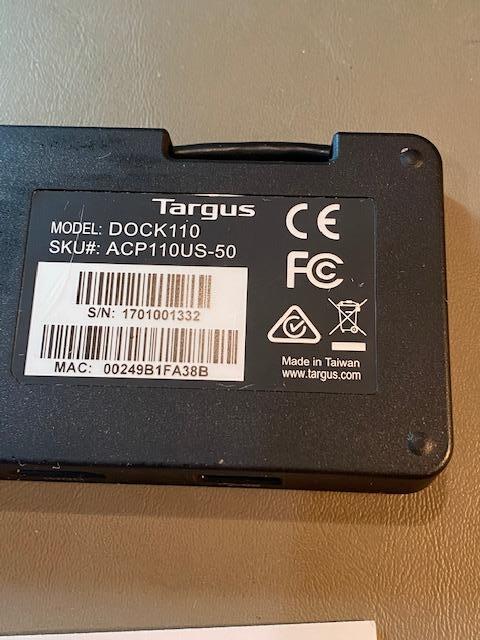 Targus
MODEL: DOCK110
SKU#: ACP110US-50
S/N: 1701001332
MAC: 00249B1FA38B
CE
FC
Made in Taiwan
www.targus.com